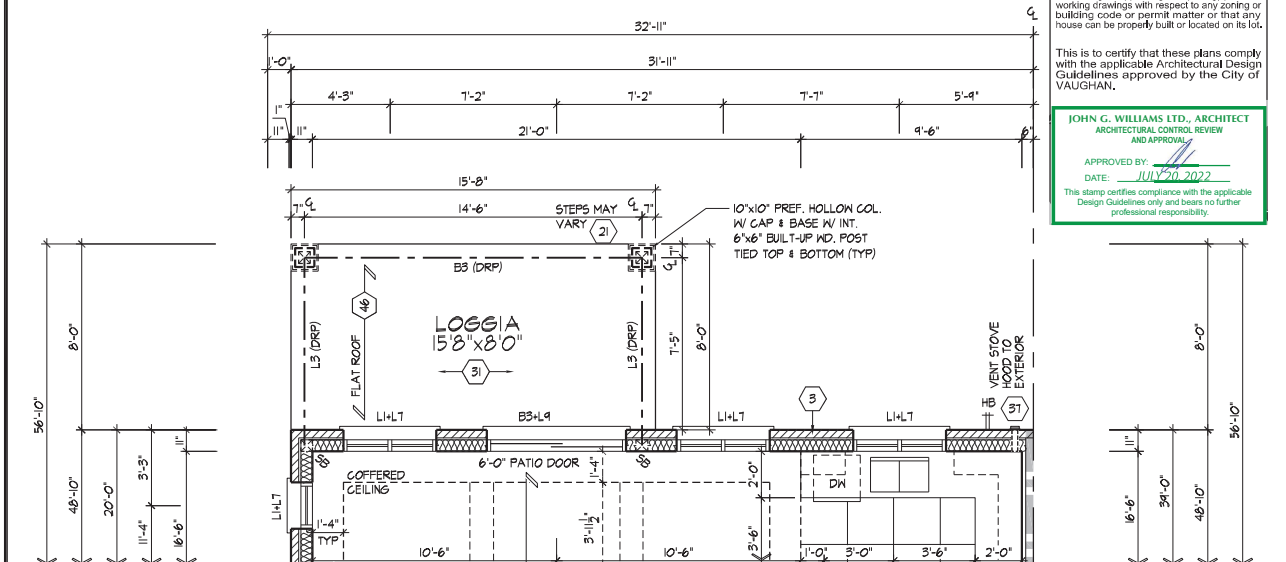 working drawings with respect to any zoning or
building code or permit matter or that any
house can be properly built or located on its lot.
This is to certify that these plans comply
with the applicable Architectural Design
Guidelines approved by the City of
VAUGHAN.
JOHN G. WILLIAMS LTD., ARCHITECT
ARCHITECTURAL CONTROL REVIEW
AND APPROVAL
APPROVED BY:
DATE: JULY 20, 2022
This stamp certifies compliance with the applicable
Design Guidelines only and bears no further
professional responsibility.
32'-11"
1'-0" 31'-11"
4'-3" 7'-2" 7'-2" 7'-7" 5'-9"
1"
11" 11" 21'-0" 9'-6" 6"
15'-8"
7" 14'-6" 7"
STEPS MAY
VARY 21
10"x10" PREF. HOLLOW COL.
W/ CAP & BASE W/ INT.
6"x6" BUILT-UP WD. POST
TIED TOP & BOTTOM (TYP)
B3 (DRP)
7"
46
LOGGIA
15'8"x8'0"
31
L3 (DRP)
FLAT ROOF
L3 (DRP)
7'-5"
8'-0"
8'-0"
8'-0"
56'-10"
56'-10"
VENT STOVE
HOOD TO
EXTERIOR
HB 37
3
L1+L7 B3+L9 L1+L7 L1+L7
SB SB
6'-0" PATIO DOOR
COFFERED
CEILING
L1+L7
1'-4"
TYP
1'-4"
3'-11 1/2"
2'-0"
3'-6"
DW
10'-6" 10'-6" 1'-0" 3'-0" 3'-6" 2'-0"
48'-10"
20'-0"
3'-3"
11'-4"
11"
16'-6"
11"
16'-6"
39'-0"
48'-10"